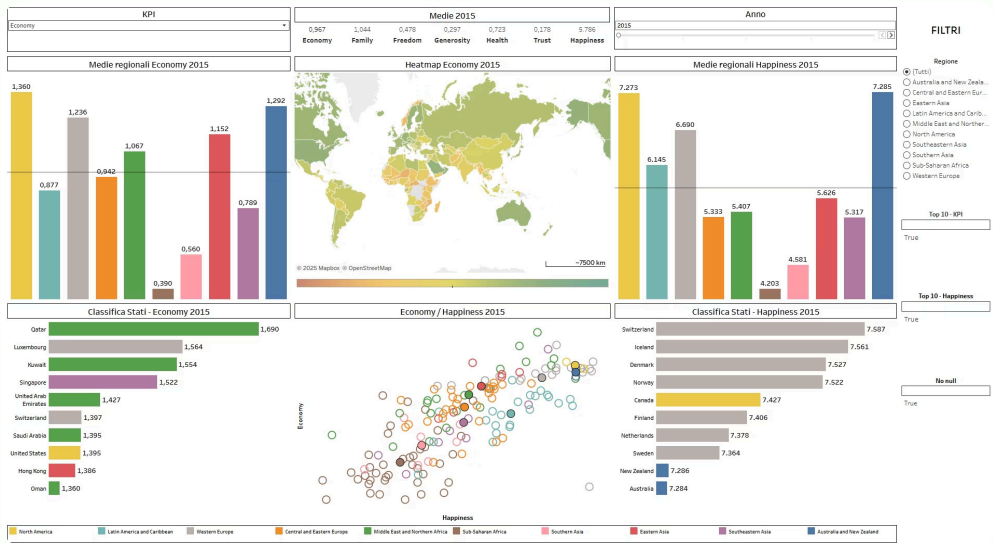 KPI
Economy
Medie 2015
0,967 1,044 0,478 0,297 0,243 0,178 5.786
Economy Family Freedom Generosity Health Trust Happiness
Anno
2015
FILTRI
Regione
(Tutti)
Australia and New Zeala...
Central and Eastern Eur...
Eastern Asia
Latin America and Carib...
Middle East and Norther...
North America
Southeastern Asia
Southern Asia
Sub-Saharan Africa
Western Europe
Top 10 - KPI
True
Top 10 - Happiness
True
No null
True
Medie regionali Economy 2015
1,360
0,877
1,236
0,942
1,067
0,390
0,560
1,152
0,789
1,292
Heatmap Economy 2015
© 2025 Mapbox © OpenStreetMap
~7500 km
Medie regionali Happiness 2015
7.273
6.145
6.690
5.333
5.407
4.203
4.581
5.626
5.317
7.285
Classifica Stati - Economy 2015
Qatar 1,690
Luxembourg 1,564
Kuwait 1,554
Singapore 1,522
United Arab
Emirates 1,427
Switzerland 1,397
Saudi Arabia 1,395
United States 1,395
Hong Kong 1,386
Oman 1,360
Economy / Happiness 2015
Economy
Happiness
Classifica Stati - Happiness 2015
Switzerland 7.587
Iceland 7.561
Denmark 7.527
Norway 7.522
Canada 7.427
Finland 7.406
Netherlands 7.378
Sweden 7.364
New Zealand 7.286
Australia 7.284
North America Latin America and Caribbean Western Europe Central and Eastern Europe Middle East and Northern Africa Sub-Saharan Africa Southern Asia Eastern Asia Southeastern Asia Australia and New Zealand